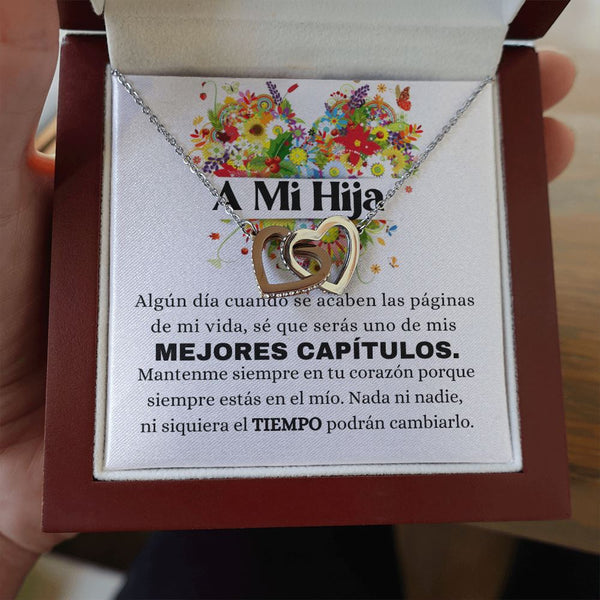 A Mi Hija
Algún día cuando se acaben las páginas
de mi vida, sé que serás uno de mis
MEJORES CAPÍTULOS.
Mantenme siempre en tu corazón porque
siempre estás en el mío. Nada ni nadie,
ni siquiera el TIEMPO podrán cambiarlo.